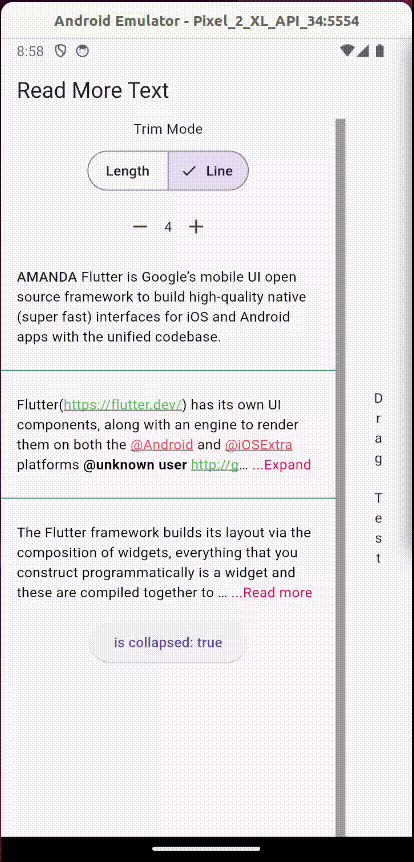 Android Emulator - Pixel_2_XL_API_34:5554
8:58
Read More Text
Trim Mode
Length
Line
4
AMANDA Flutter is Google's mobile UI open
source framework to build high-quality native
(super fast) interfaces for iOS and Android
apps with the unified codebase.
Flutter(https://flutter.dev/) has its own UI
components, along with an engine to render
them on both the @Android and @iOSExtra
platforms @unknown user http://g... ...Expand
The Flutter framework builds its layout via the
composition of widgets, everything that you
construct programmatically is a widget and
these are compiled together to ... ...Read more
is collapsed: true
Drag Test